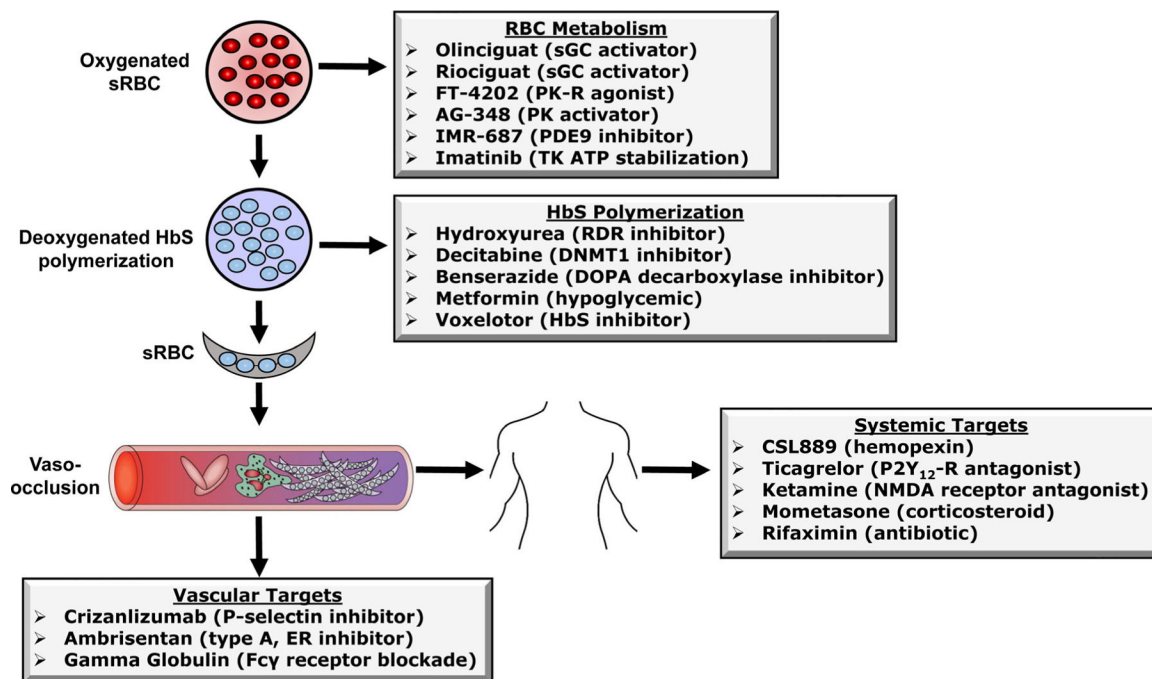 Oxygenated
sRBC
RBC Metabolism
➢ Olinciguat (sGC activator)
➢ Riociguat (sGC activator)
➢ FT-4202 (PK-R agonist)
➢ AG-348 (PK activator)
➢ IMR-687 (PDE9 inhibitor)
➢ Imatinib (TK ATP stabilization)
Deoxygenated HbS
polymerization
HbS Polymerization
➢ Hydroxyurea (RDR inhibitor)
➢ Decitabine (DNMT1 inhibitor)
➢ Benserazide (DOPA decarboxylase inhibitor)
➢ Metformin (hypoglycemic)
➢ Voxelotor (HbS inhibitor)
sRBC
Vaso-
occlusion
Systemic Targets
➢ CSL889 (hemopexin)
➢ Ticagrelor (P2Y₁₂-R antagonist)
➢ Ketamine (NMDA receptor antagonist)
➢ Mometasone (corticosteroid)
➢ Rifaximin (antibiotic)
Vascular Targets
➢ Crizanlizumab (P-selectin inhibitor)
➢ Ambrisentan (type A, ER inhibitor)
➢ Gamma Globulin (Fcγ receptor blockade)